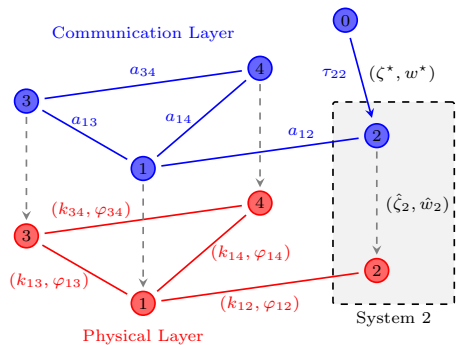 0
Communication Layer
4
a₃₄
τ₂₂
(ζ⋆, w⋆)
3
a₁₃
a₁₄
a₁₂
2
1
(k₃₄, φ₃₄)
4
(ζ̂₂, ŵ₂)
3
(k₁₄, φ₁₄)
(k₁₃, φ₁₃)
2
1
(k₁₂, φ₁₂)
System 2
Physical Layer